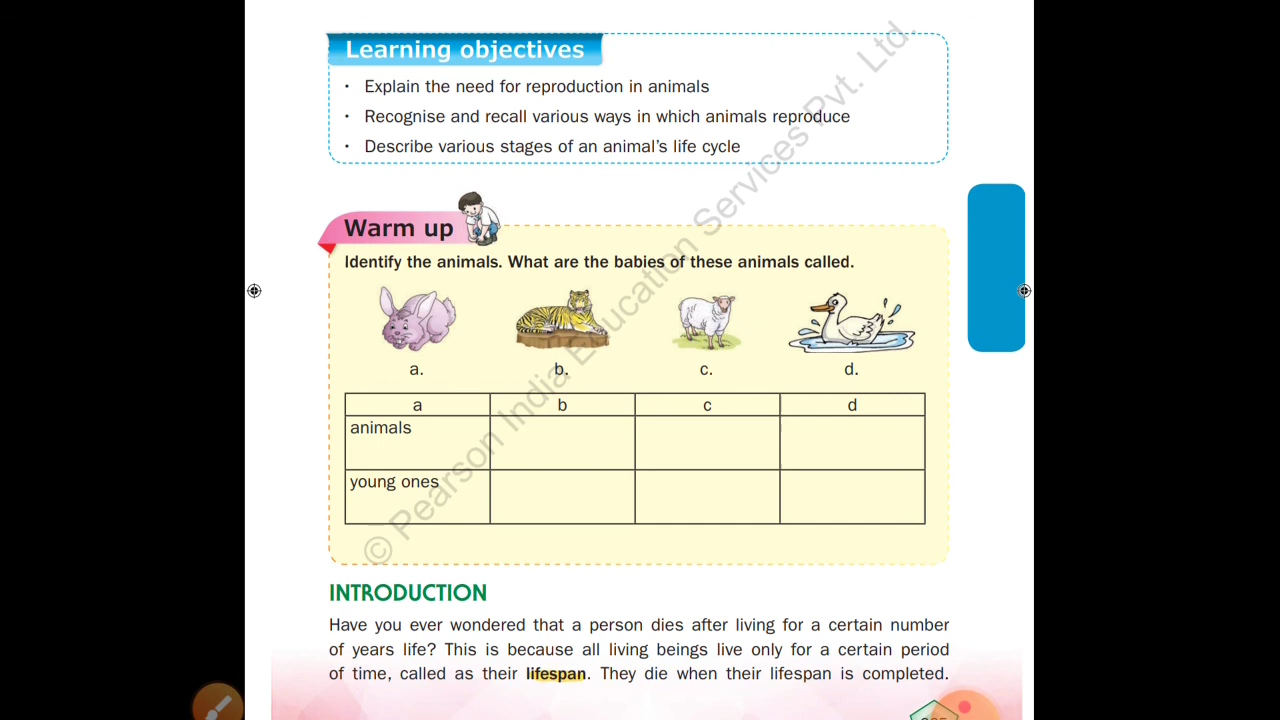 Learning objectives
• Explain the need for reproduction in animals
• Recognise and recall various ways in which animals reproduce
• Describe various stages of an animal's life cycle
Warm up
Identify the animals. What are the babies of these animals called.
a. b. c. d.
a b c d
animals
young ones
© Pearson India Education Services Pvt. Ltd.
INTRODUCTION
Have you ever wondered that a person dies after living for a certain number
of years life? This is because all living beings live only for a certain period
of time, called as their lifespan. They die when their lifespan is completed.